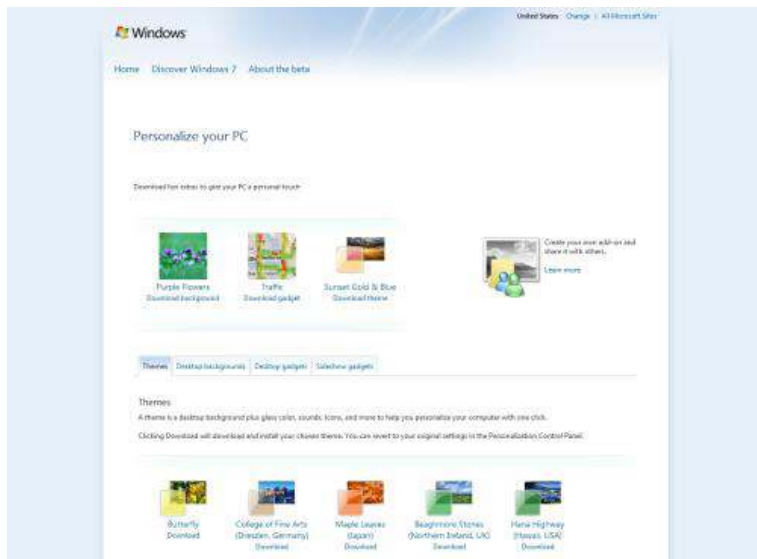 United States Change | All Microsoft Sites
Windows
Home Discover Windows 7 About the beta
Personalize your PC
Download fun extras to give your PC a personal touch
Create your own add-on and
share it with others.
Learn more
Purple Flowers
Download background
Traffic
Download gadget
Sunset Gold & Blue
Download theme
Themes Desktop backgrounds Desktop gadgets Sideshow gadgets
Themes
A theme is a desktop background plus glass color, sounds, icons, and more to help you personalize your computer with one click.
Clicking Download will download and install your chosen theme. You can revert to your original settings in the Personalization Control Panel.
Butterfly
Download
College of Fine Arts
(Dresden, Germany)
Download
Maple Leaves
(Japan)
Download
Beaghmore Stones
(Northern Ireland, UK)
Download
Hana Highway
(Hawaii, USA)
Download